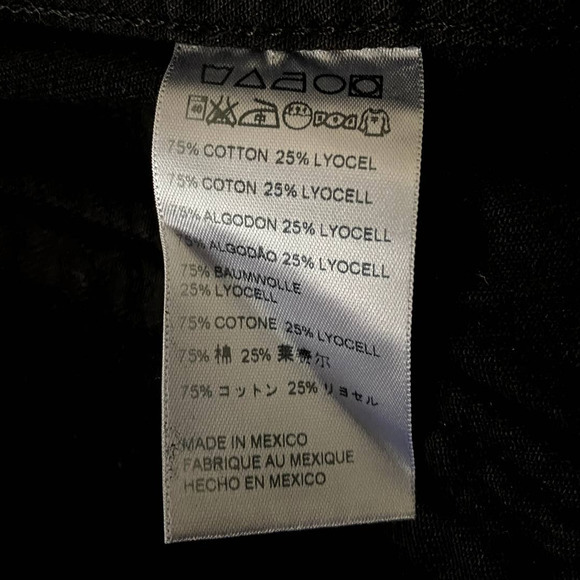 75% COTTON 25% LYOCEL
75% COTON 25% LYOCELL
75% ALGODON 25% LYOCELL
75% ALGODÃO 25% LYOCELL
75% BAUMWOLLE
25% LYOCELL
75% COTONE 25% LYOCELL
75% 棉 25% 莱赛尔
75% コットン 25% リヨセル
MADE IN MEXICO
FABRIQUE AU MEXIQUE
HECHO EN MEXICO